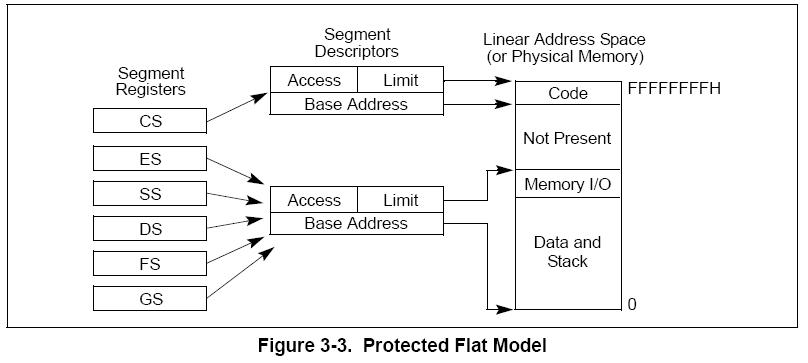 Segment
Registers
CS
ES
SS
DS
FS
GS
Segment
Descriptors
Access Limit
Base Address
Access Limit
Base Address
Linear Address Space
(or Physical Memory)
Code
FFFFFFFFH
Not Present
Memory I/O
Data and
Stack
0
Figure 3-3. Protected Flat Model